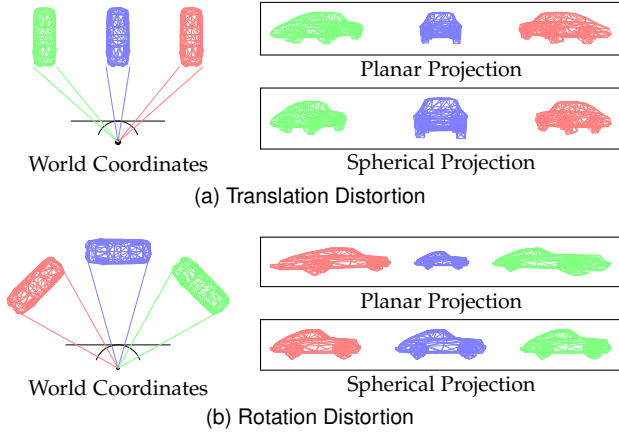 Planar Projection
World Coordinates
Spherical Projection
(a) Translation Distortion
Planar Projection
World Coordinates
Spherical Projection
(b) Rotation Distortion